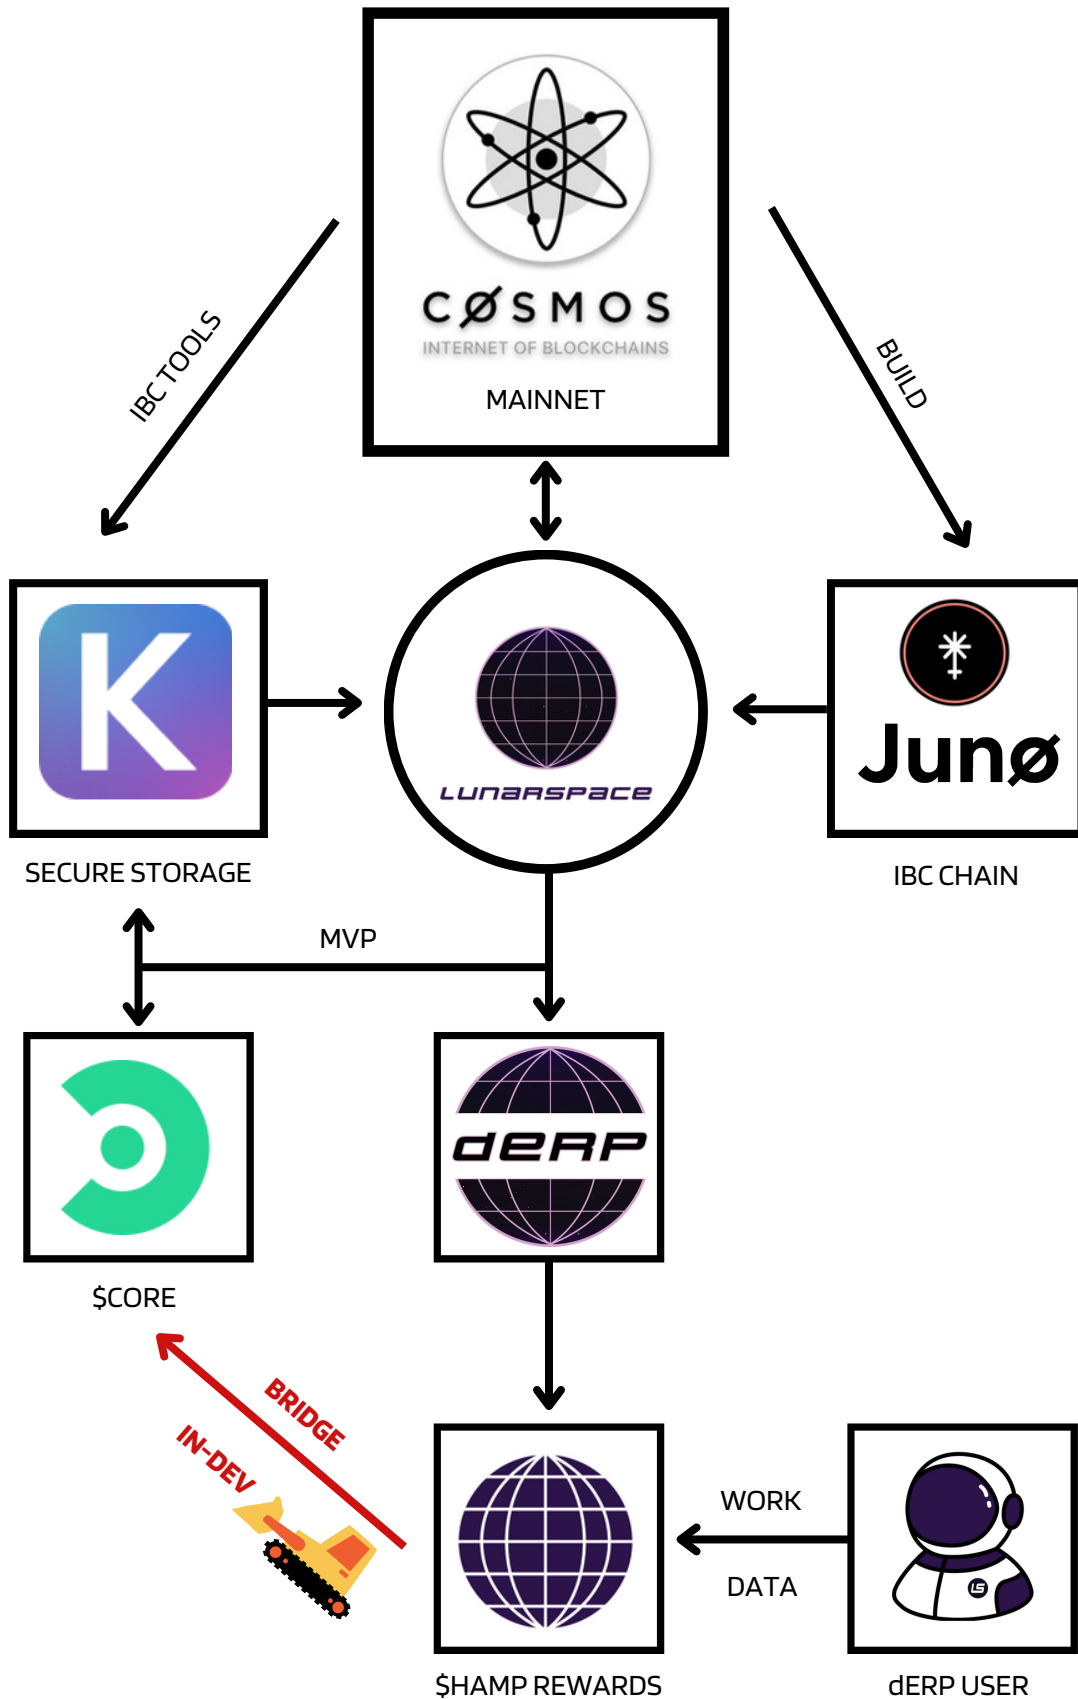 CØSMOS
INTERNET OF BLOCKCHAINS
MAINNET
IBC TOOLS
BUILD
K
LUNARSPACE
Junø
SECURE STORAGE
IBC CHAIN
MVP
dERP
$CORE
BRIDGE
IN-DEV
WORK
DATA
LS
$HAMP REWARDS
dERP USER